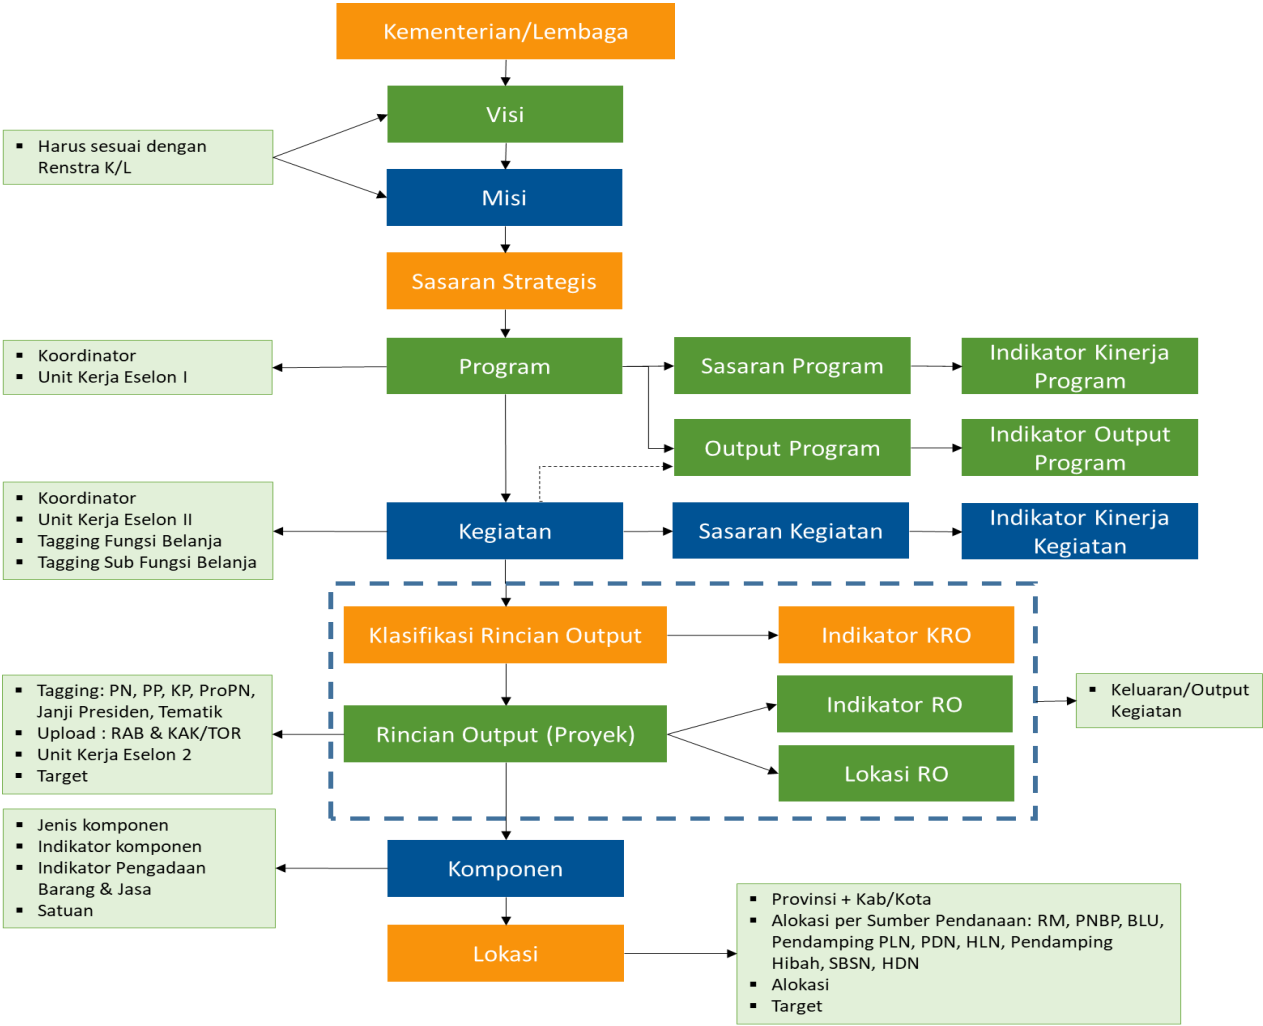 Kementerian/Lembaga
Visi
▪ Harus sesuai dengan
Renstra K/L
Misi
Sasaran Strategis
▪ Koordinator
▪ Unit Kerja Eselon I
Program
Sasaran Program
Indikator Kinerja
Program
Output Program
Indikator Output
Program
▪ Koordinator
▪ Unit Kerja Eselon II
▪ Tagging Fungsi Belanja
▪ Tagging Sub Fungsi Belanja
Kegiatan
Sasaran Kegiatan
Indikator Kinerja
Kegiatan
Klasifikasi Rincian Output
Indikator KRO
▪ Tagging: PN, PP, KP, ProPN,
Janji Presiden, Tematik
▪ Upload : RAB & KAK/TOR
▪ Unit Kerja Eselon 2
▪ Target
Rincian Output (Proyek)
Indikator RO
Lokasi RO
▪ Keluaran/Output
Kegiatan
▪ Jenis komponen
▪ Indikator komponen
▪ Indikator Pengadaan
Barang & Jasa
▪ Satuan
Komponen
Lokasi
▪ Provinsi + Kab/Kota
▪ Alokasi per Sumber Pendanaan: RM, PNBP, BLU,
Pendamping PLN, PDN, HLN, Pendamping
Hibah, SBSN, HDN
▪ Alokasi
▪ Target